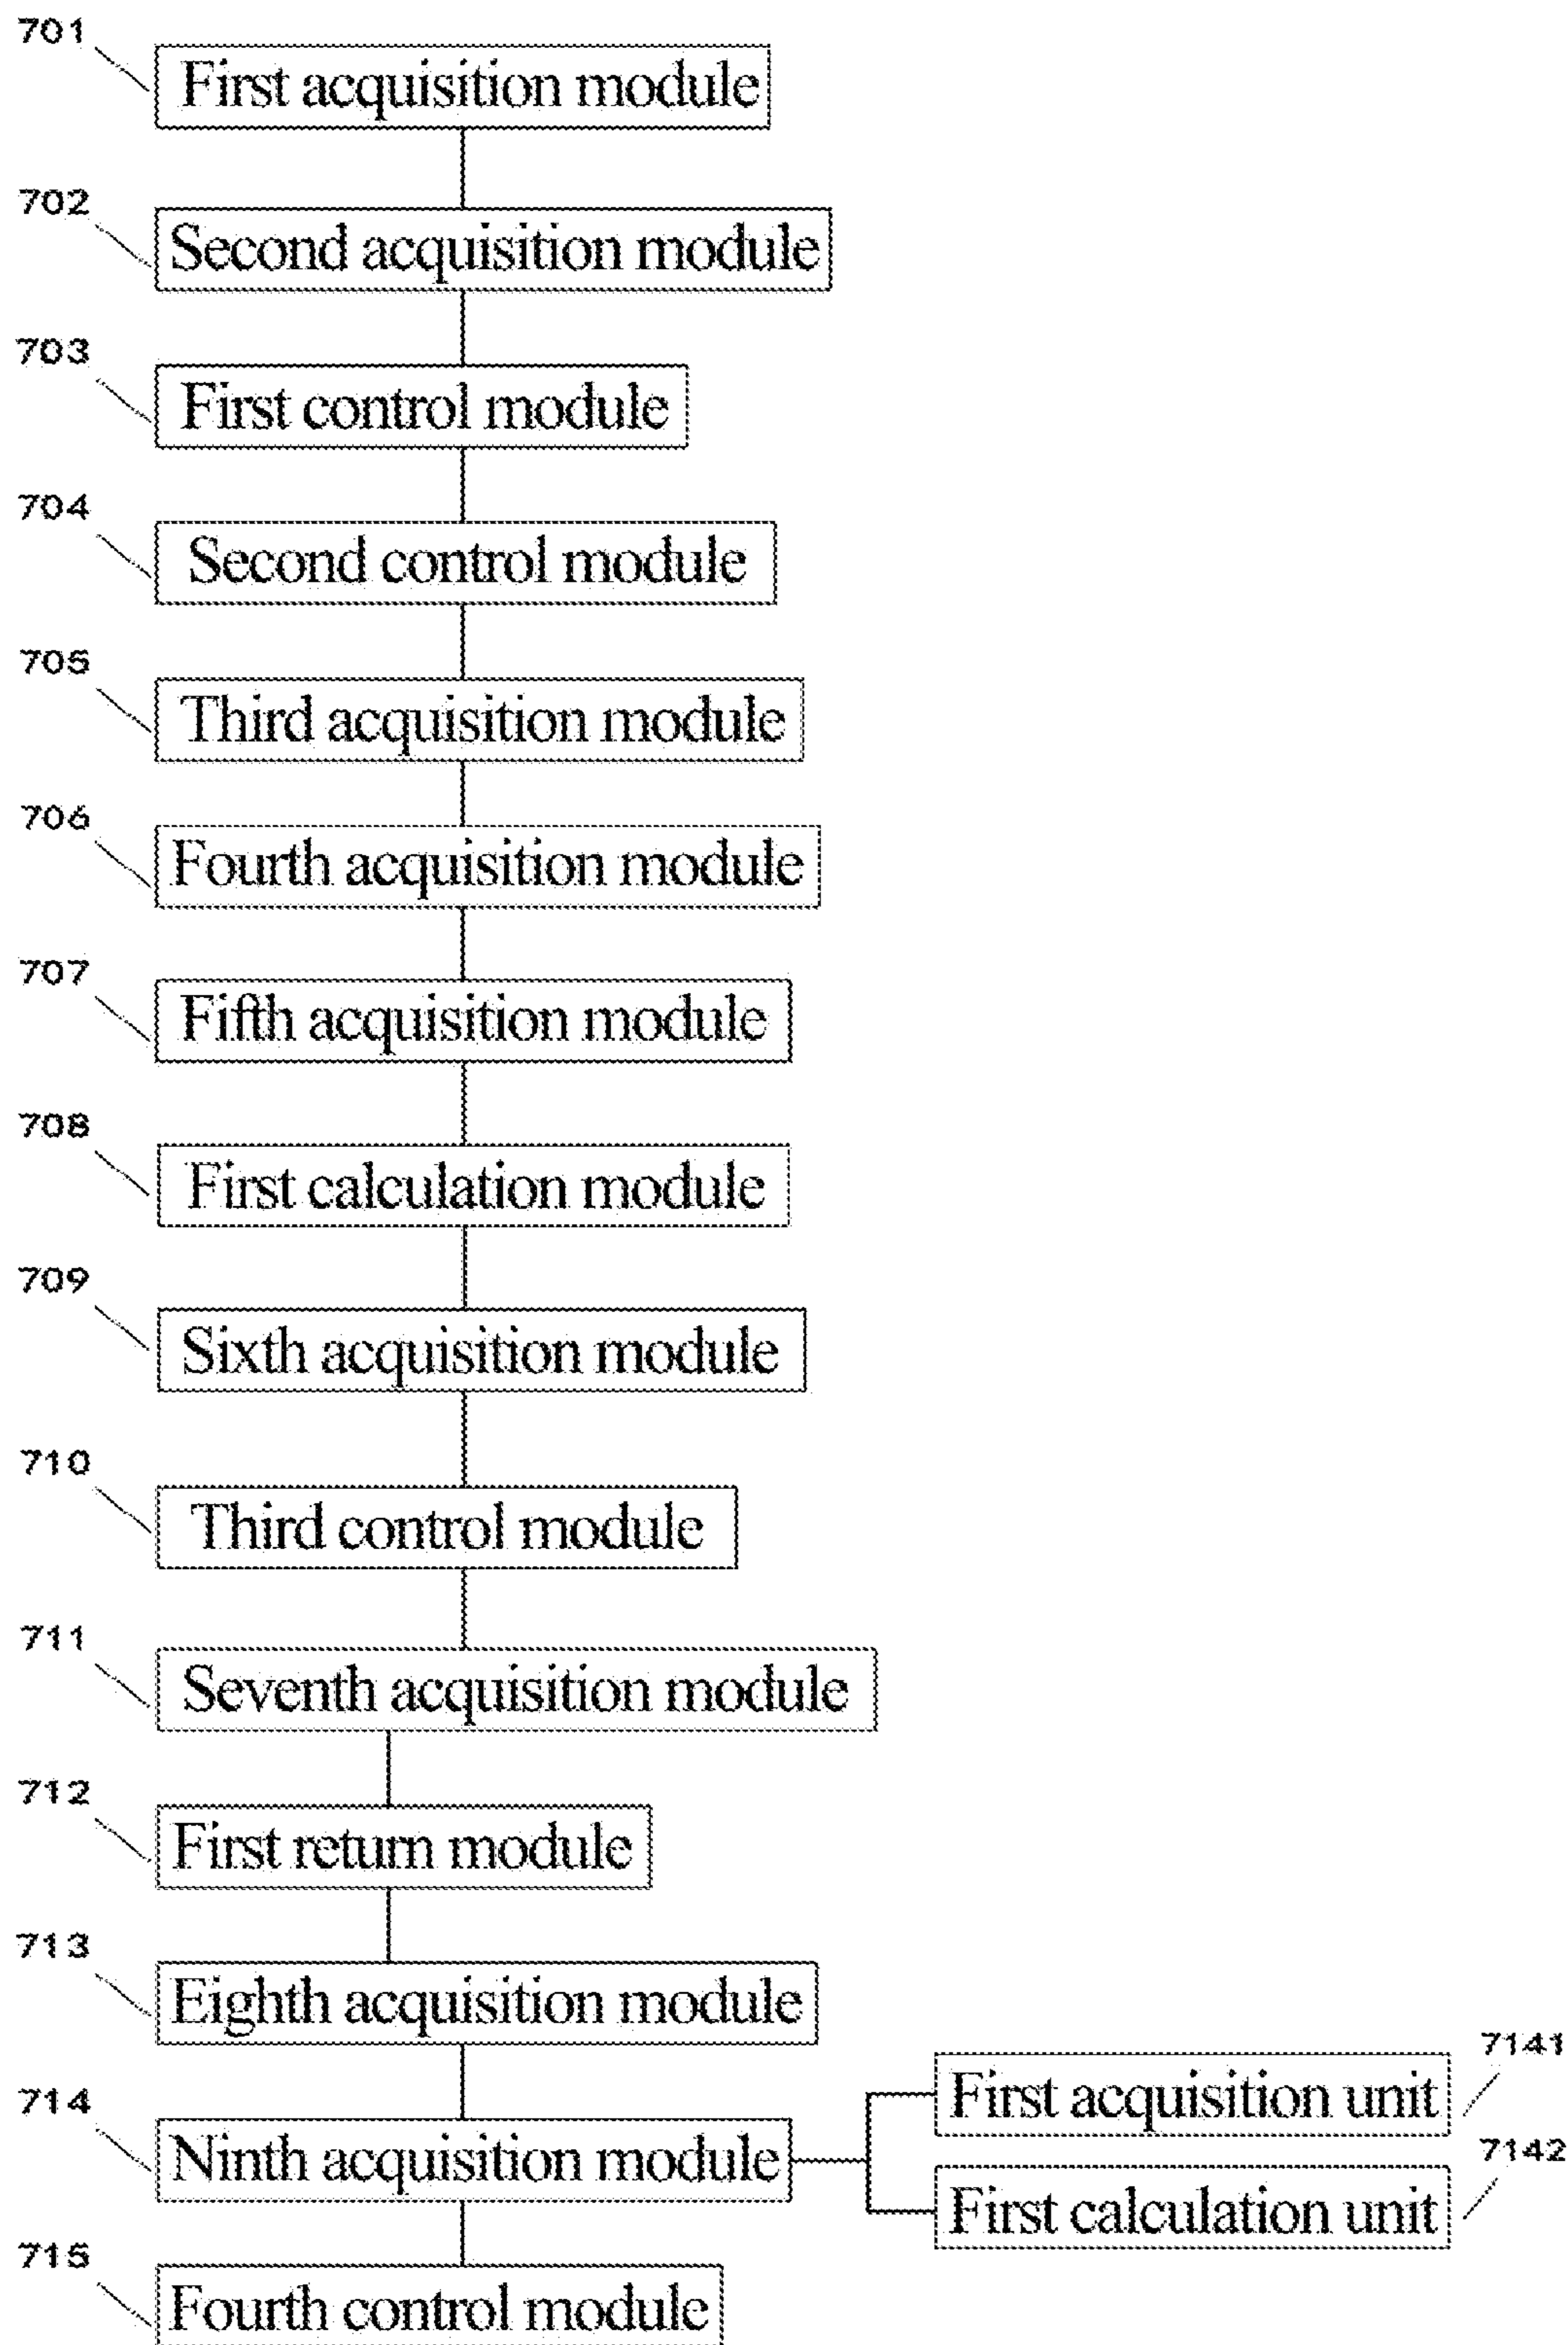 701
First acquisition module
702
Second acquisition module
703
First control module
704
Second control module
705
Third acquisition module
706
Fourth acquisition module
707
Fifth acquisition module
708
First calculation module
709
Sixth acquisition module
710
Third control module
711
Seventh acquisition module
712
First return module
713
Eighth acquisition module
714
Ninth acquisition module
7141
First acquisition unit
7142
First calculation unit
715
Fourth control module